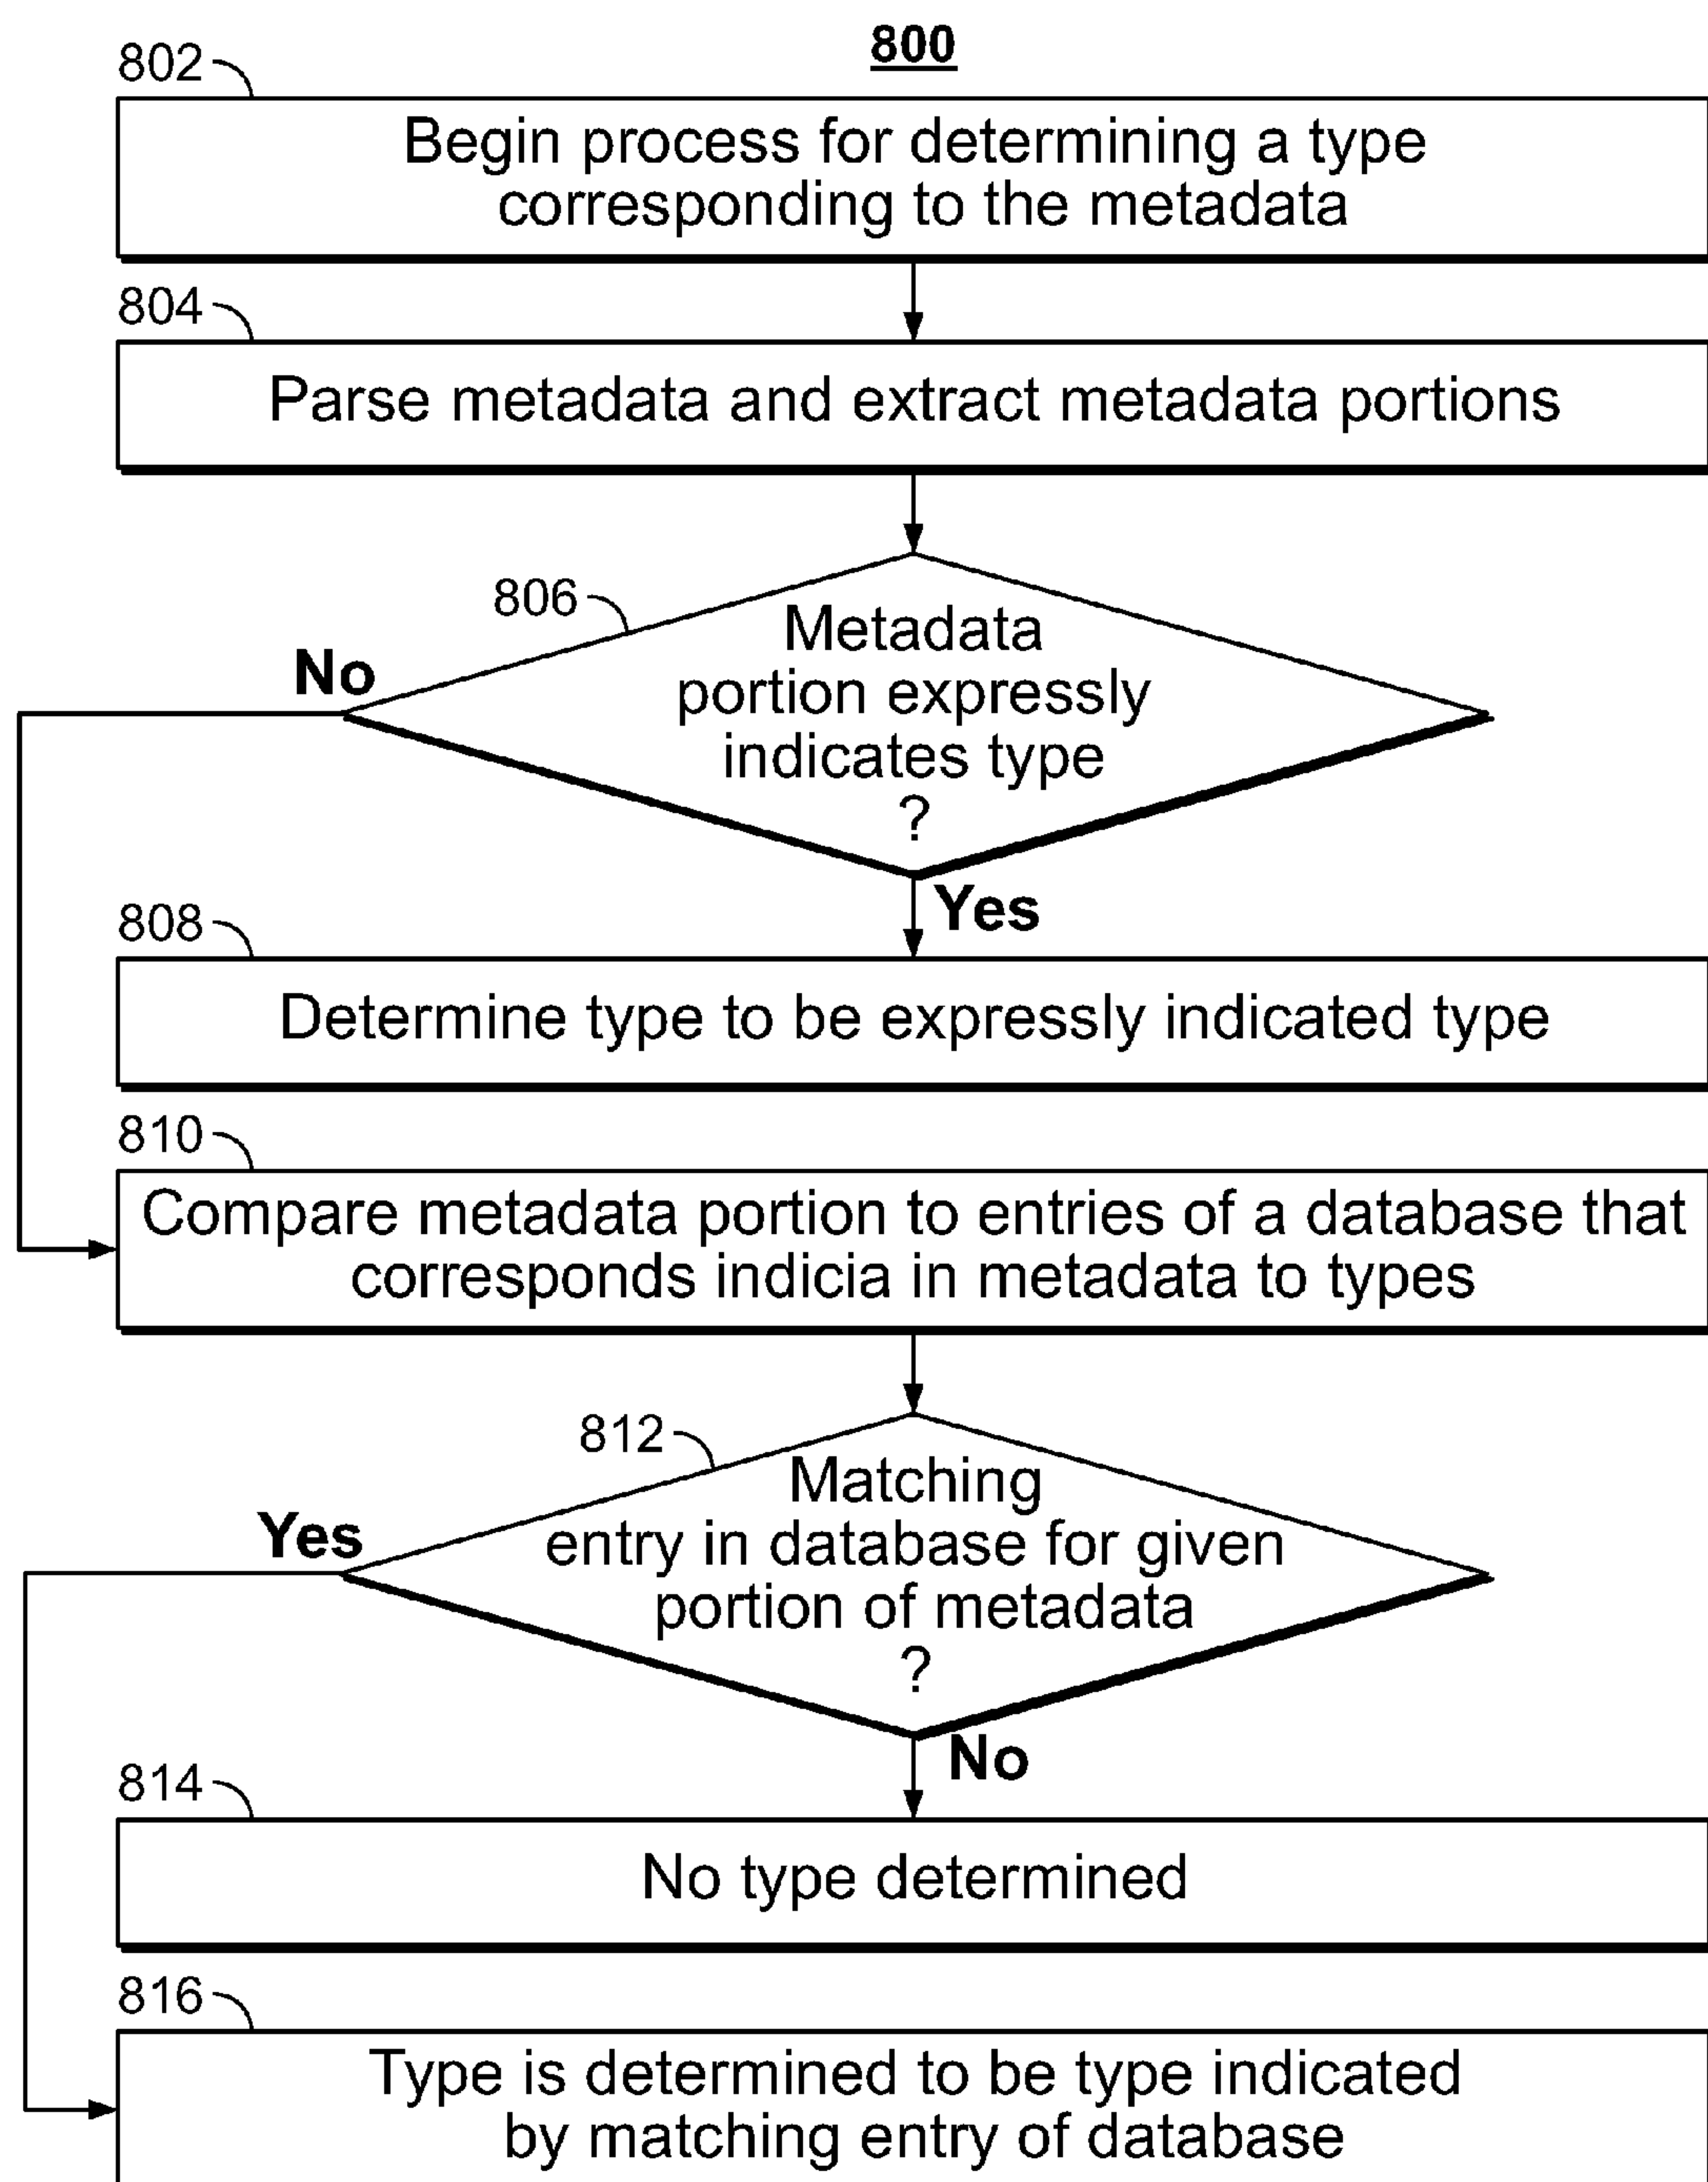 800
802
Begin process for determining a type
corresponding to the metadata
804
Parse metadata and extract metadata portions
806
Metadata
portion expressly
indicates type
?
No
Yes
808
Determine type to be expressly indicated type
810
Compare metadata portion to entries of a database that
corresponds indicia in metadata to types
812
Matching
entry in database for given
portion of metadata
?
Yes
No
814
No type determined
816
Type is determined to be type indicated
by matching entry of database